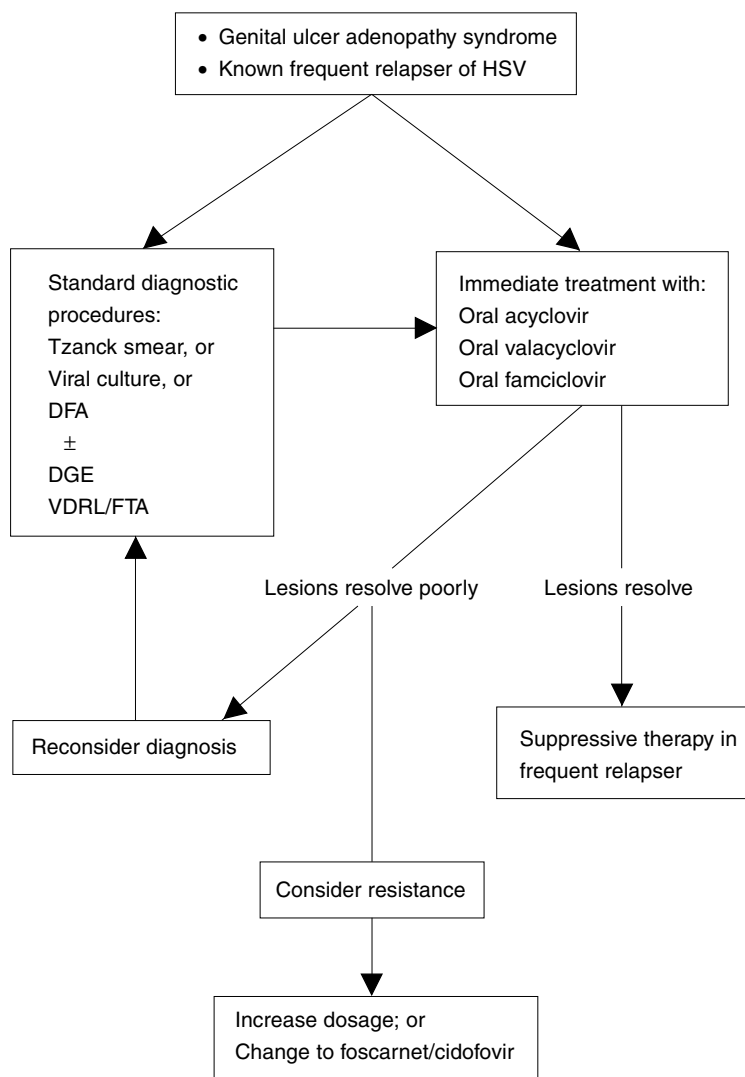 • Genital ulcer adenopathy syndrome
• Known frequent relapser of HSV
Standard diagnostic
procedures:
Tzanck smear, or
Viral culture, or
DFA
±
DGE
VDRL/FTA
Immediate treatment with:
Oral acyclovir
Oral valacyclovir
Oral famciclovir
Lesions resolve poorly
Lesions resolve
Reconsider diagnosis
Suppressive therapy in
frequent relapser
Consider resistance
Increase dosage; or
Change to foscarnet/cidofovir